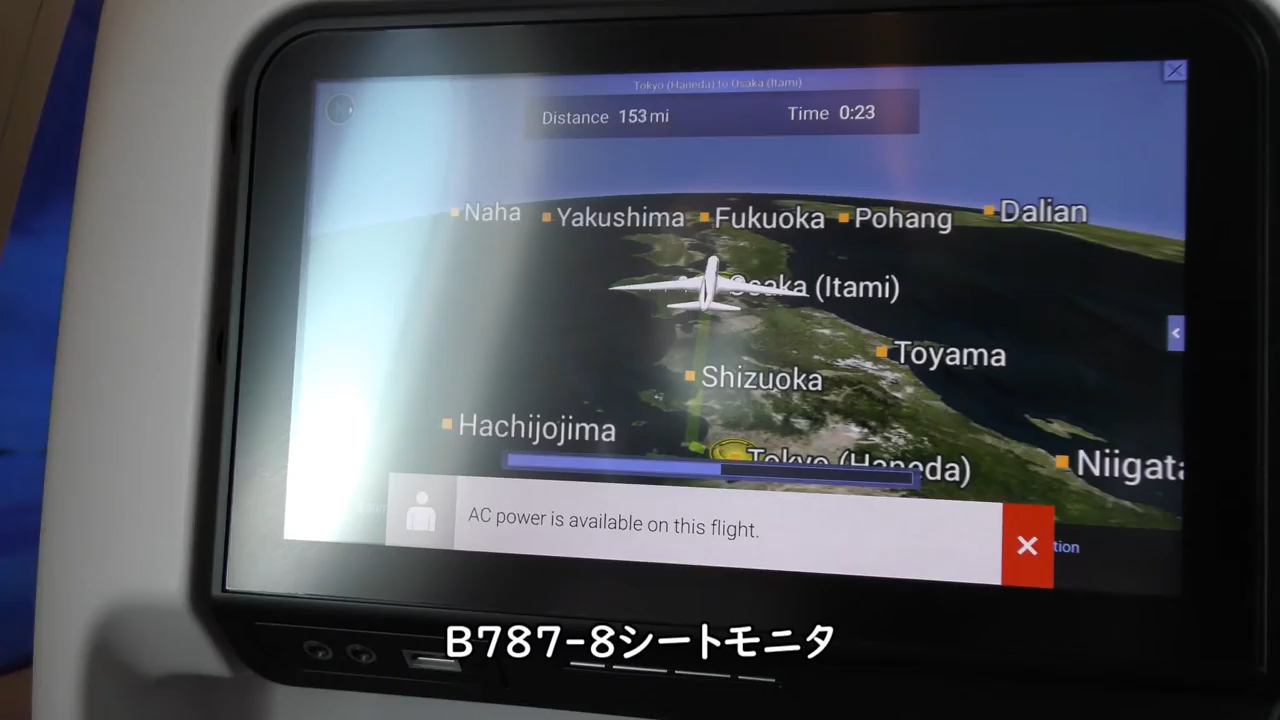 Tokyo (Haneda) to Osaka (Itami)
Distance 153 mi Time 0:23
Naha Yakushima Fukuoka Pohang Dalian
Osaka (Itami)
Toyama
Shizuoka
Hachijojima
Tokyo (Haneda)
Niigata
AC power is available on this flight.
tion
B787-8シートモニタ